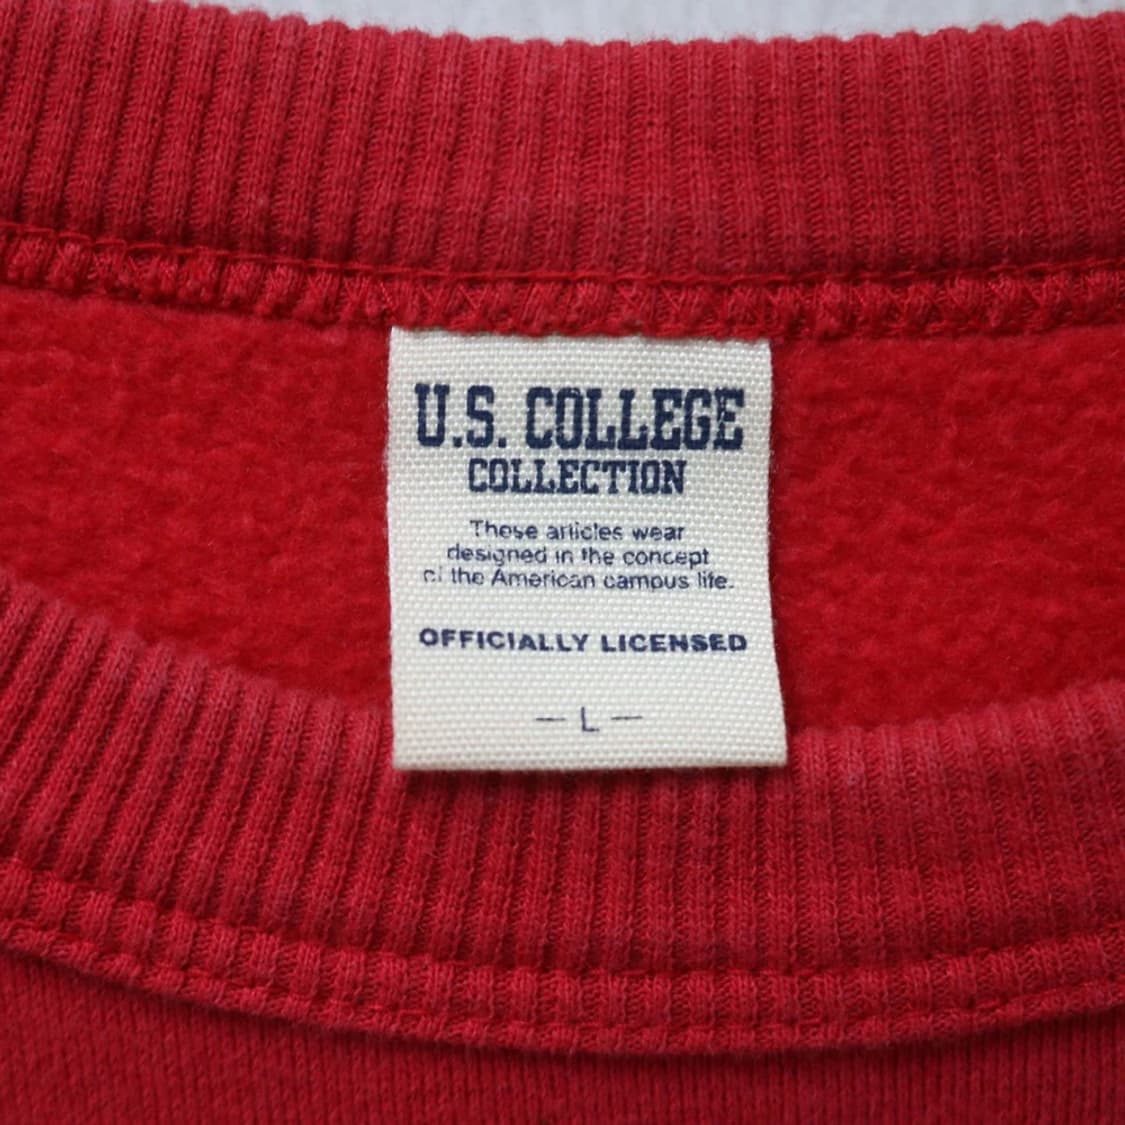 U.S. COLLEGE
COLLECTION
These articles wear
designed in the concept
of the American campus life.
OFFICIALLY LICENSED
— L —